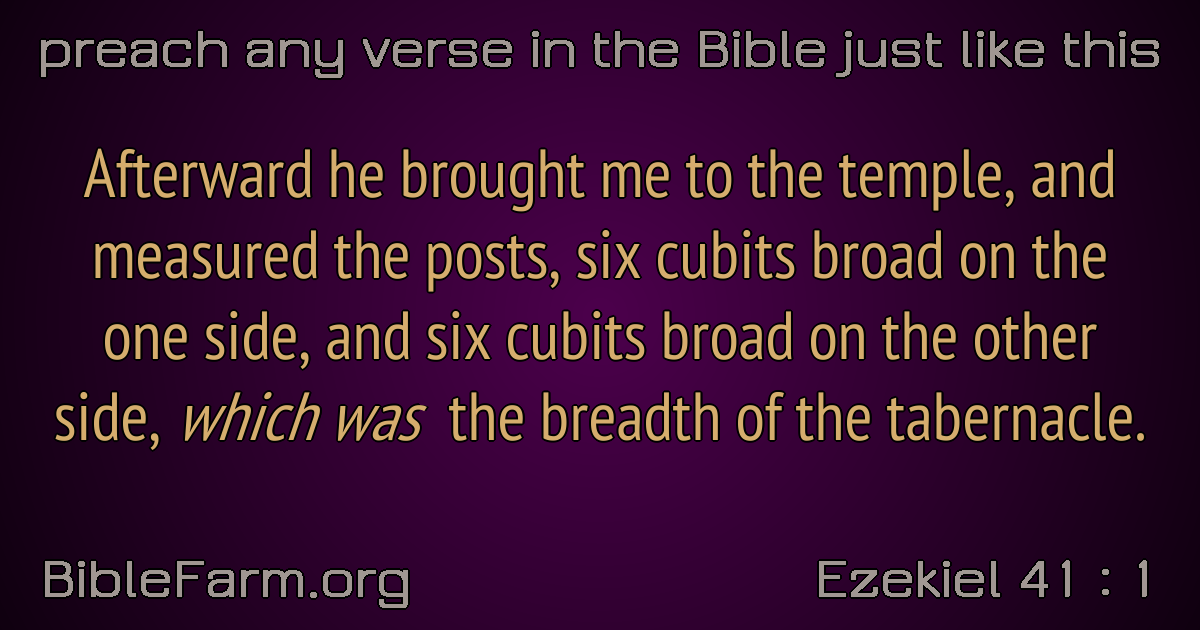 preach any verse in the Bible just like this
Afterward he brought me to the temple, and
measured the posts, six cubits broad on the
one side, and six cubits broad on the other
side, which was the breadth of the tabernacle.
BibleFarm.org
Ezekiel 41 : 1